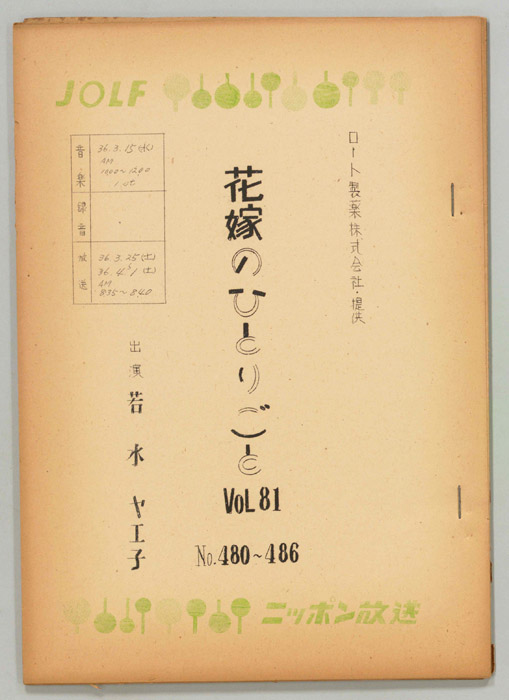 JOLF
ロート製薬株式会社・提供
花嫁のひとりごと
VOL 81
No. 480~486
音・楽
36. 3. 15 (水)
AM
1000~1200
1 st
録音
放送
36. 3. 25 (土)
36. 4. 1 (土)
AM
835~840
出演
若水ヤエ子
ニッポン放送